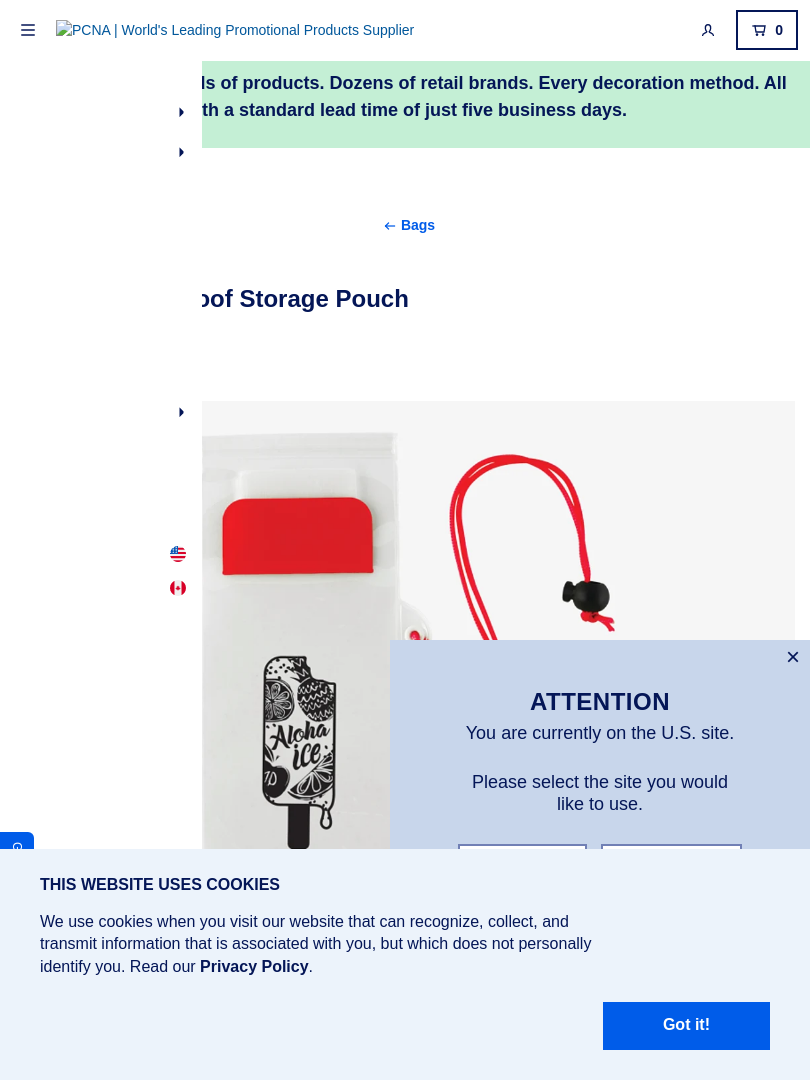 PCNA | World's Leading Promotional Products Supplier
0
of products. Dozens of retail brands. Every decoration method. All
a standard lead time of just five business days.
Bags
Storage Pouch
Aloha
ice
ATTENTION
You are currently on the U.S. site.
Please select the site you would
like to use.
THIS WEBSITE USES COOKIES
We use cookies when you visit our website that can recognize, collect, and
transmit information that is associated with you, but which does not personally
identify you. Read our Privacy Policy.
Got it!